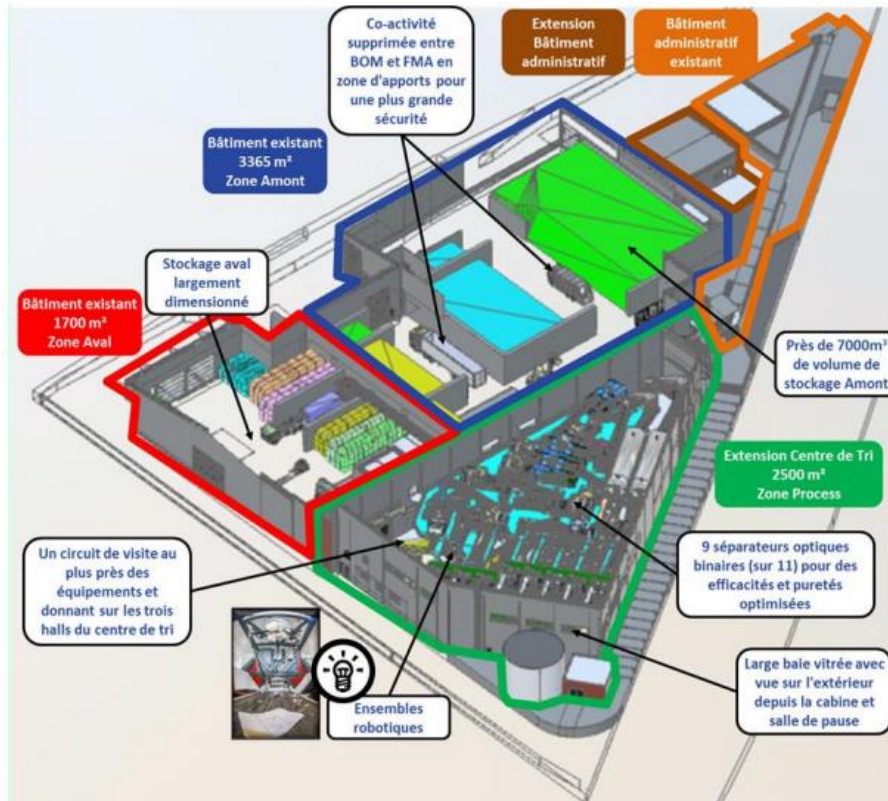 Co-activité
supprimée entre
BOM et FMA en
zone d'apports pour
une plus grande
sécurité
Extension
Bâtiment
administratif
Bâtiment
administratif
existant
Bâtiment existant
3365 m²
Zone Amont
Stockage aval
largement
dimensionné
Bâtiment existant
1700 m²
Zone Aval
Près de 7000m³
de volume de
stockage Amont
Extension Centre de Tri
2500 m²
Zone Process
Un circuit de visite au
plus près des
équipements et
donnant sur les trois
halls du centre de tri
9 séparateurs optiques
binaires (sur 11) pour des
efficacités et puretés
optimisées
Ensembles
robotiques
Large baie vitrée avec
vue sur l'extérieur
depuis la cabine et
salle de pause